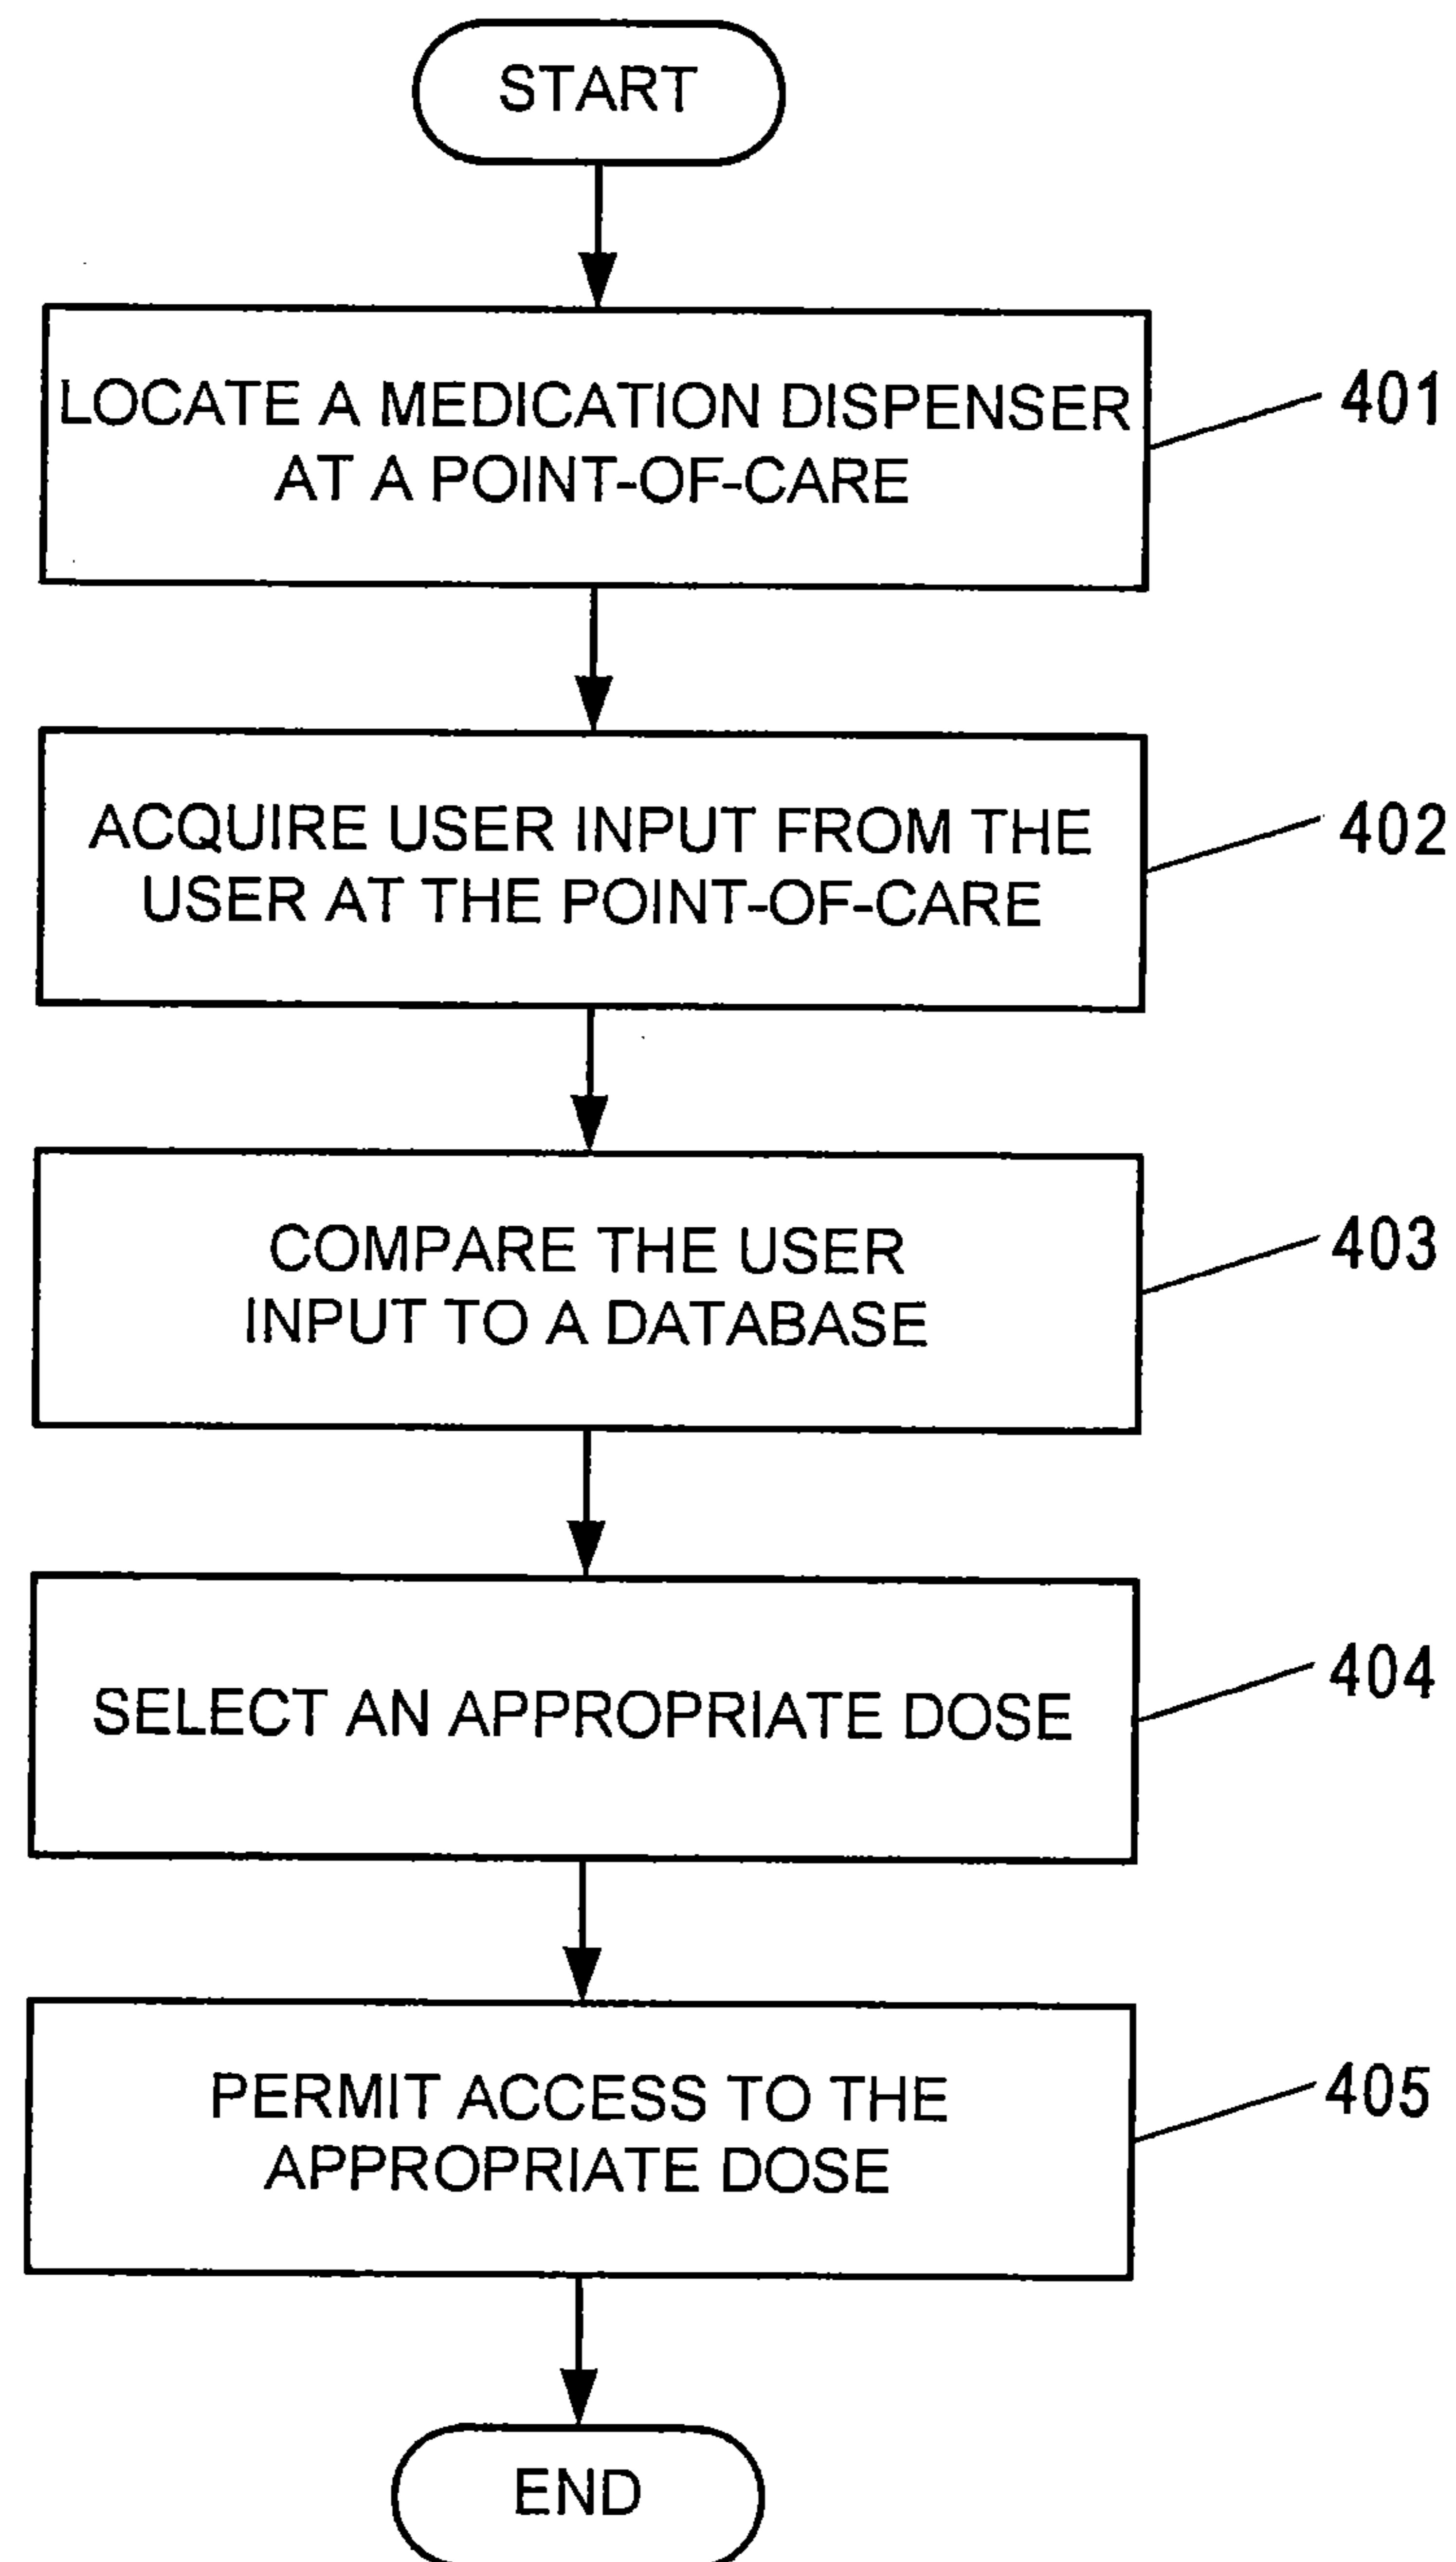 START
LOCATE A MEDICATION DISPENSER
AT A POINT-OF-CARE
401
ACQUIRE USER INPUT FROM THE
USER AT THE POINT-OF-CARE
402
COMPARE THE USER
INPUT TO A DATABASE
403
SELECT AN APPROPRIATE DOSE
404
PERMIT ACCESS TO THE
APPROPRIATE DOSE
405
END